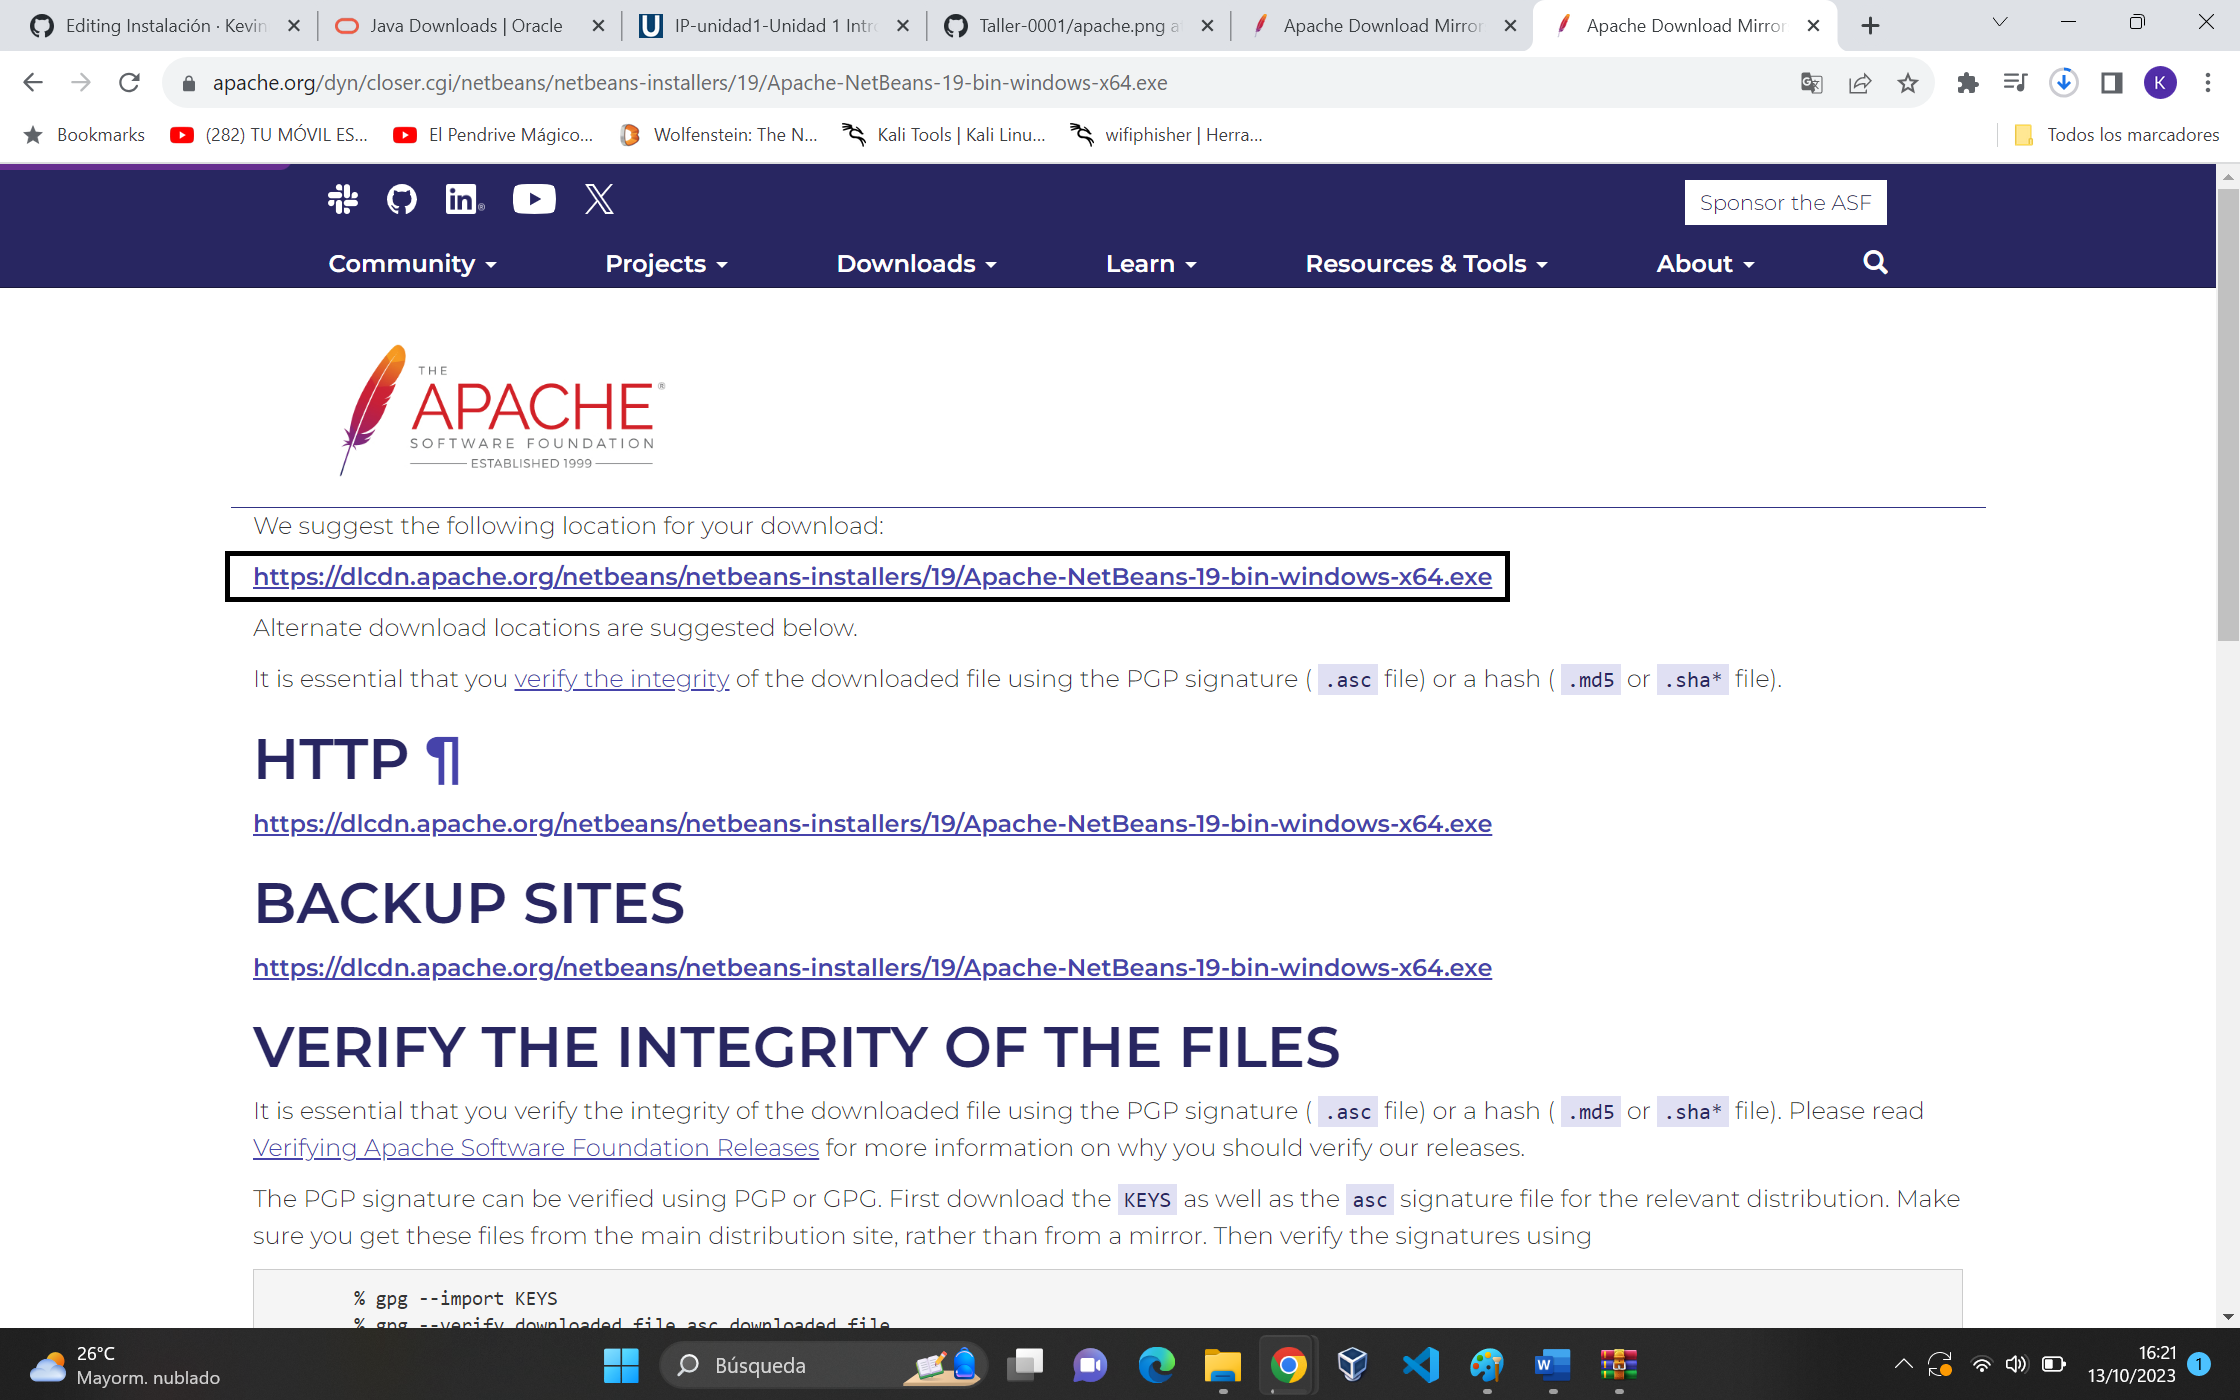 Editing Instalación · Kevin
Java Downloads | Oracle
IP-unidad1-Unidad 1 Intro
Taller-0001/apache.png a
Apache Download Mirror
Apache Download Mirror
apache.org/dyn/closer.cgi/netbeans/netbeans-installers/19/Apache-NetBeans-19-bin-windows-x64.exe
K
Bookmarks
(282) TU MÓVIL ES...
El Pendrive Mágico...
Wolfenstein: The N...
Kali Tools | Kali Linu...
wifiphisher | Herra...
Todos los marcadores
Sponsor the ASF
Community
Projects
Downloads
Learn
Resources & Tools
About
THE
APACHE®
SOFTWARE FOUNDATION
ESTABLISHED 1999
We suggest the following location for your download:
https://dlcdn.apache.org/netbeans/netbeans-installers/19/Apache-NetBeans-19-bin-windows-x64.exe
Alternate download locations are suggested below.
It is essential that you verify the integrity of the downloaded file using the PGP signature ( .asc file) or a hash ( .md5 or .sha* file).
HTTP ¶
https://dlcdn.apache.org/netbeans/netbeans-installers/19/Apache-NetBeans-19-bin-windows-x64.exe
BACKUP SITES
https://dlcdn.apache.org/netbeans/netbeans-installers/19/Apache-NetBeans-19-bin-windows-x64.exe
VERIFY THE INTEGRITY OF THE FILES
It is essential that you verify the integrity of the downloaded file using the PGP signature ( .asc file) or a hash ( .md5 or .sha* file). Please read
Verifying Apache Software Foundation Releases for more information on why you should verify our releases.
The PGP signature can be verified using PGP or GPG. First download the KEYS as well as the asc signature file for the relevant distribution. Make
sure you get these files from the main distribution site, rather than from a mirror. Then verify the signatures using
% gpg --import KEYS
% gpg --verify downloaded_file.asc downloaded_file
26°C
Mayorm. nublado
Búsqueda
16:21
13/10/2023
1